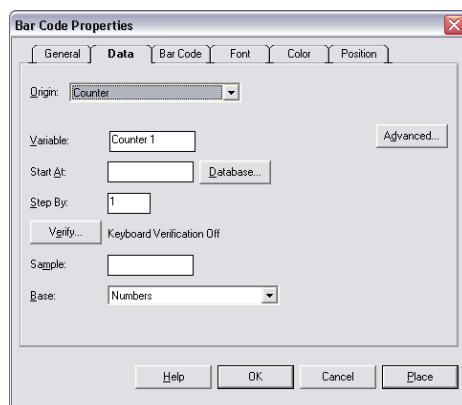 Bar Code Properties
General Data Bar Code Font Color Position
Origin: Counter
Variable: Counter 1 Advanced...
Start At: Database...
Step By: 1
Verify... Keyboard Verification Off
Sample:
Base: Numbers
Help OK Cancel Place